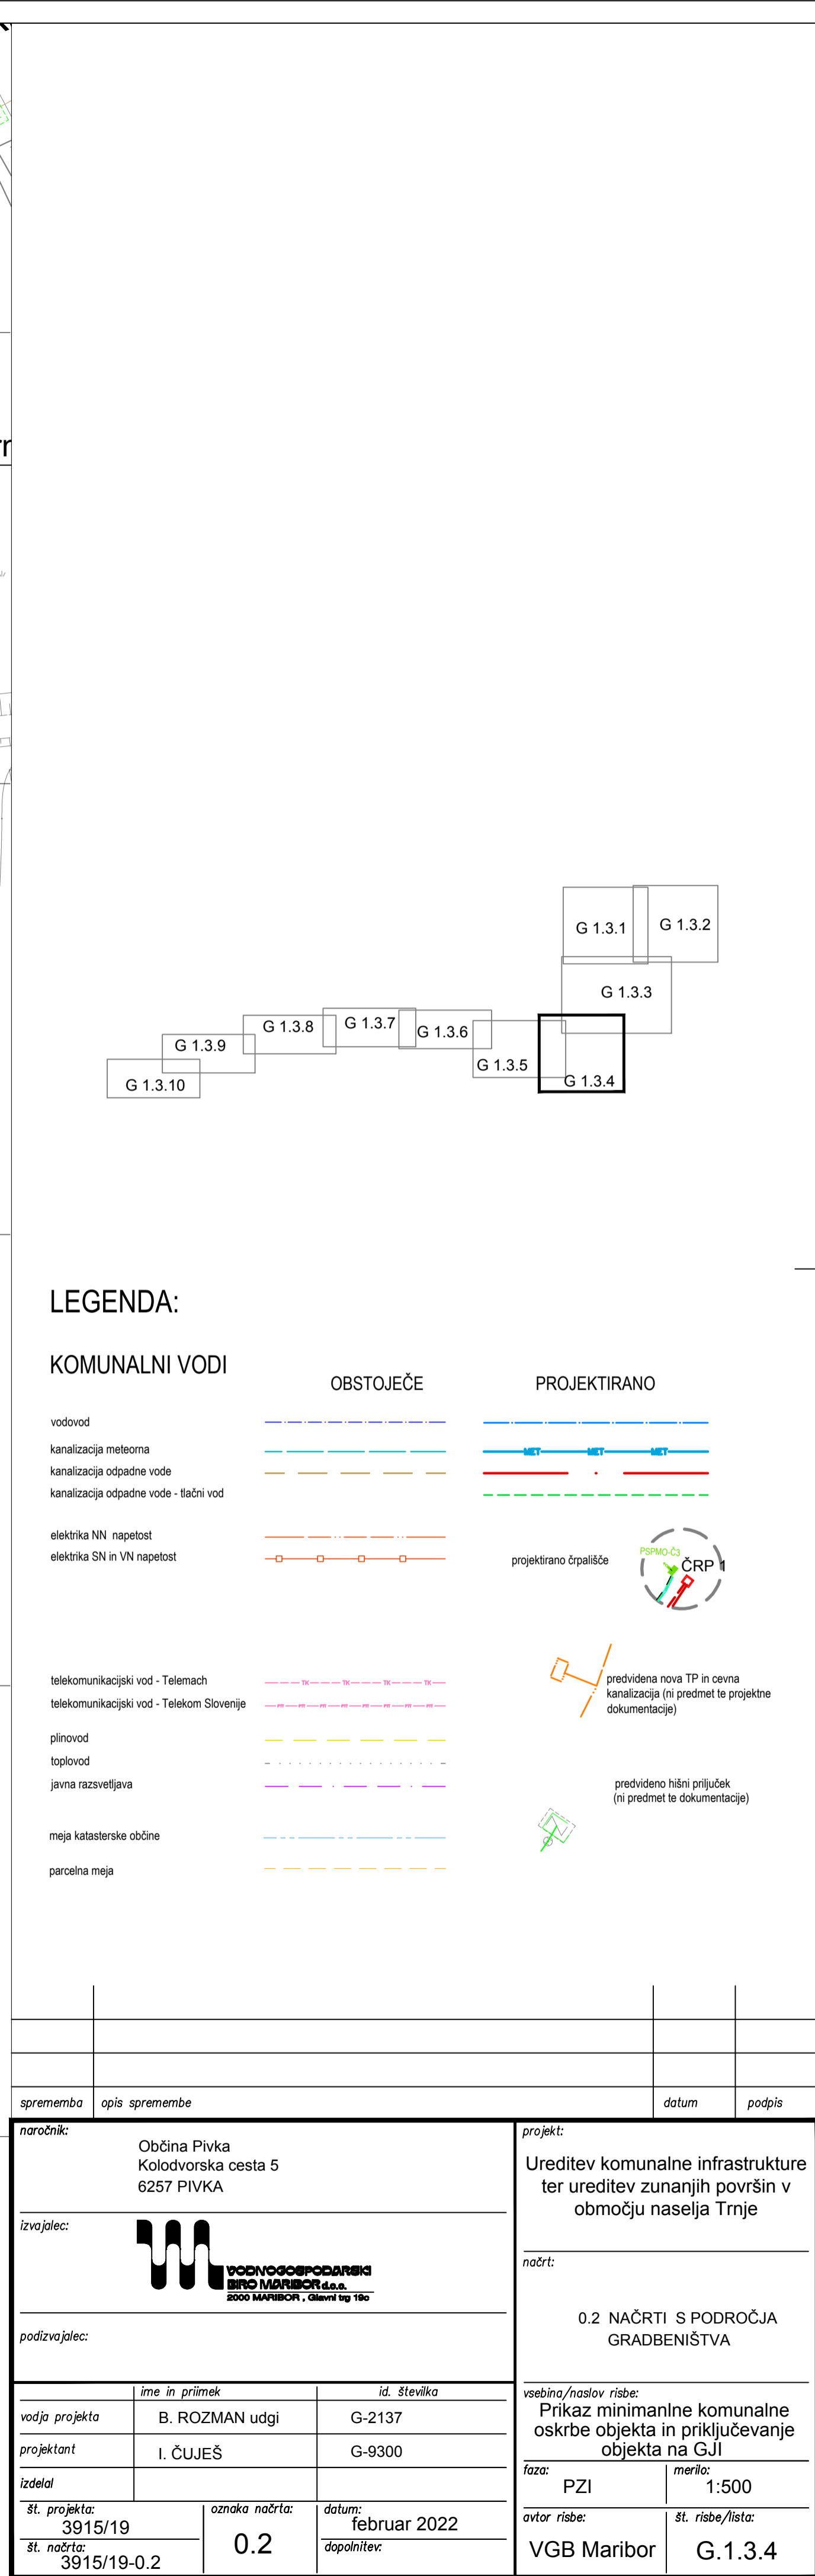 G 1.3.1
G 1.3.2
G 1.3.3
G 1.3.4
G 1.3.5
G 1.3.6
G 1.3.7
G 1.3.8
G 1.3.9
G 1.3.10
LEGENDA:
KOMUNALNI VODI
OBSTOJEČE
PROJEKTIRANO
vodovod
kanalizacija meteorna
MET MET MET
kanalizacija odpadne vode
kanalizacija odpadne vode - tlačni vod
elektrika NN napetost
elektrika SN in VN napetost
projektirano črpališče
PSPMO-Č3
ČRP 1
telekomunikacijski vod - Telemach
TK TK TK TK
telekomunikacijski vod - Telekom Slovenije
predvidena nova TP in cevna
kanalizacija (ni predmet te projektne
dokumentacije)
plinovod
toplovod
javna razsvetljava
predvideno hišni priljuček
(ni predmet te dokumentacije)
meja katasterske občine
parcelna meja
sprememba
opis spremembe
datum
podpis
naročnik:
Občina Pivka
Kolodvorska cesta 5
6257 PIVKA
izvajalec:
VODNOGOSPODARSKI
BIRO MARIBOR d.o.o.
2000 MARIBOR , Glavni trg 19c
podizvajalec:
projekt:
Ureditev komunalne infrastrukture
ter ureditev zunanjih površin v
območju naselja Trnje
načrt:
0.2 NAČRTI S PODROČJA
GRADBENIŠTVA
ime in priimek
id. številka
vodja projekta
B. ROZMAN udgi
G-2137
projektant
I. ČUJEŠ
G-9300
izdelal
vsebina/naslov risbe:
Prikaz minimanlne komunalne
oskrbe objekta in priključevanje
objekta na GJI
faza:
PZI
merilo:
1:500
št. projekta:
3915/19
oznaka načrta:
0.2
datum:
februar 2022
št. načrta:
3915/19-0.2
dopolnitev:
avtor risbe:
VGB Maribor
št. risbe/lista:
G.1.3.4